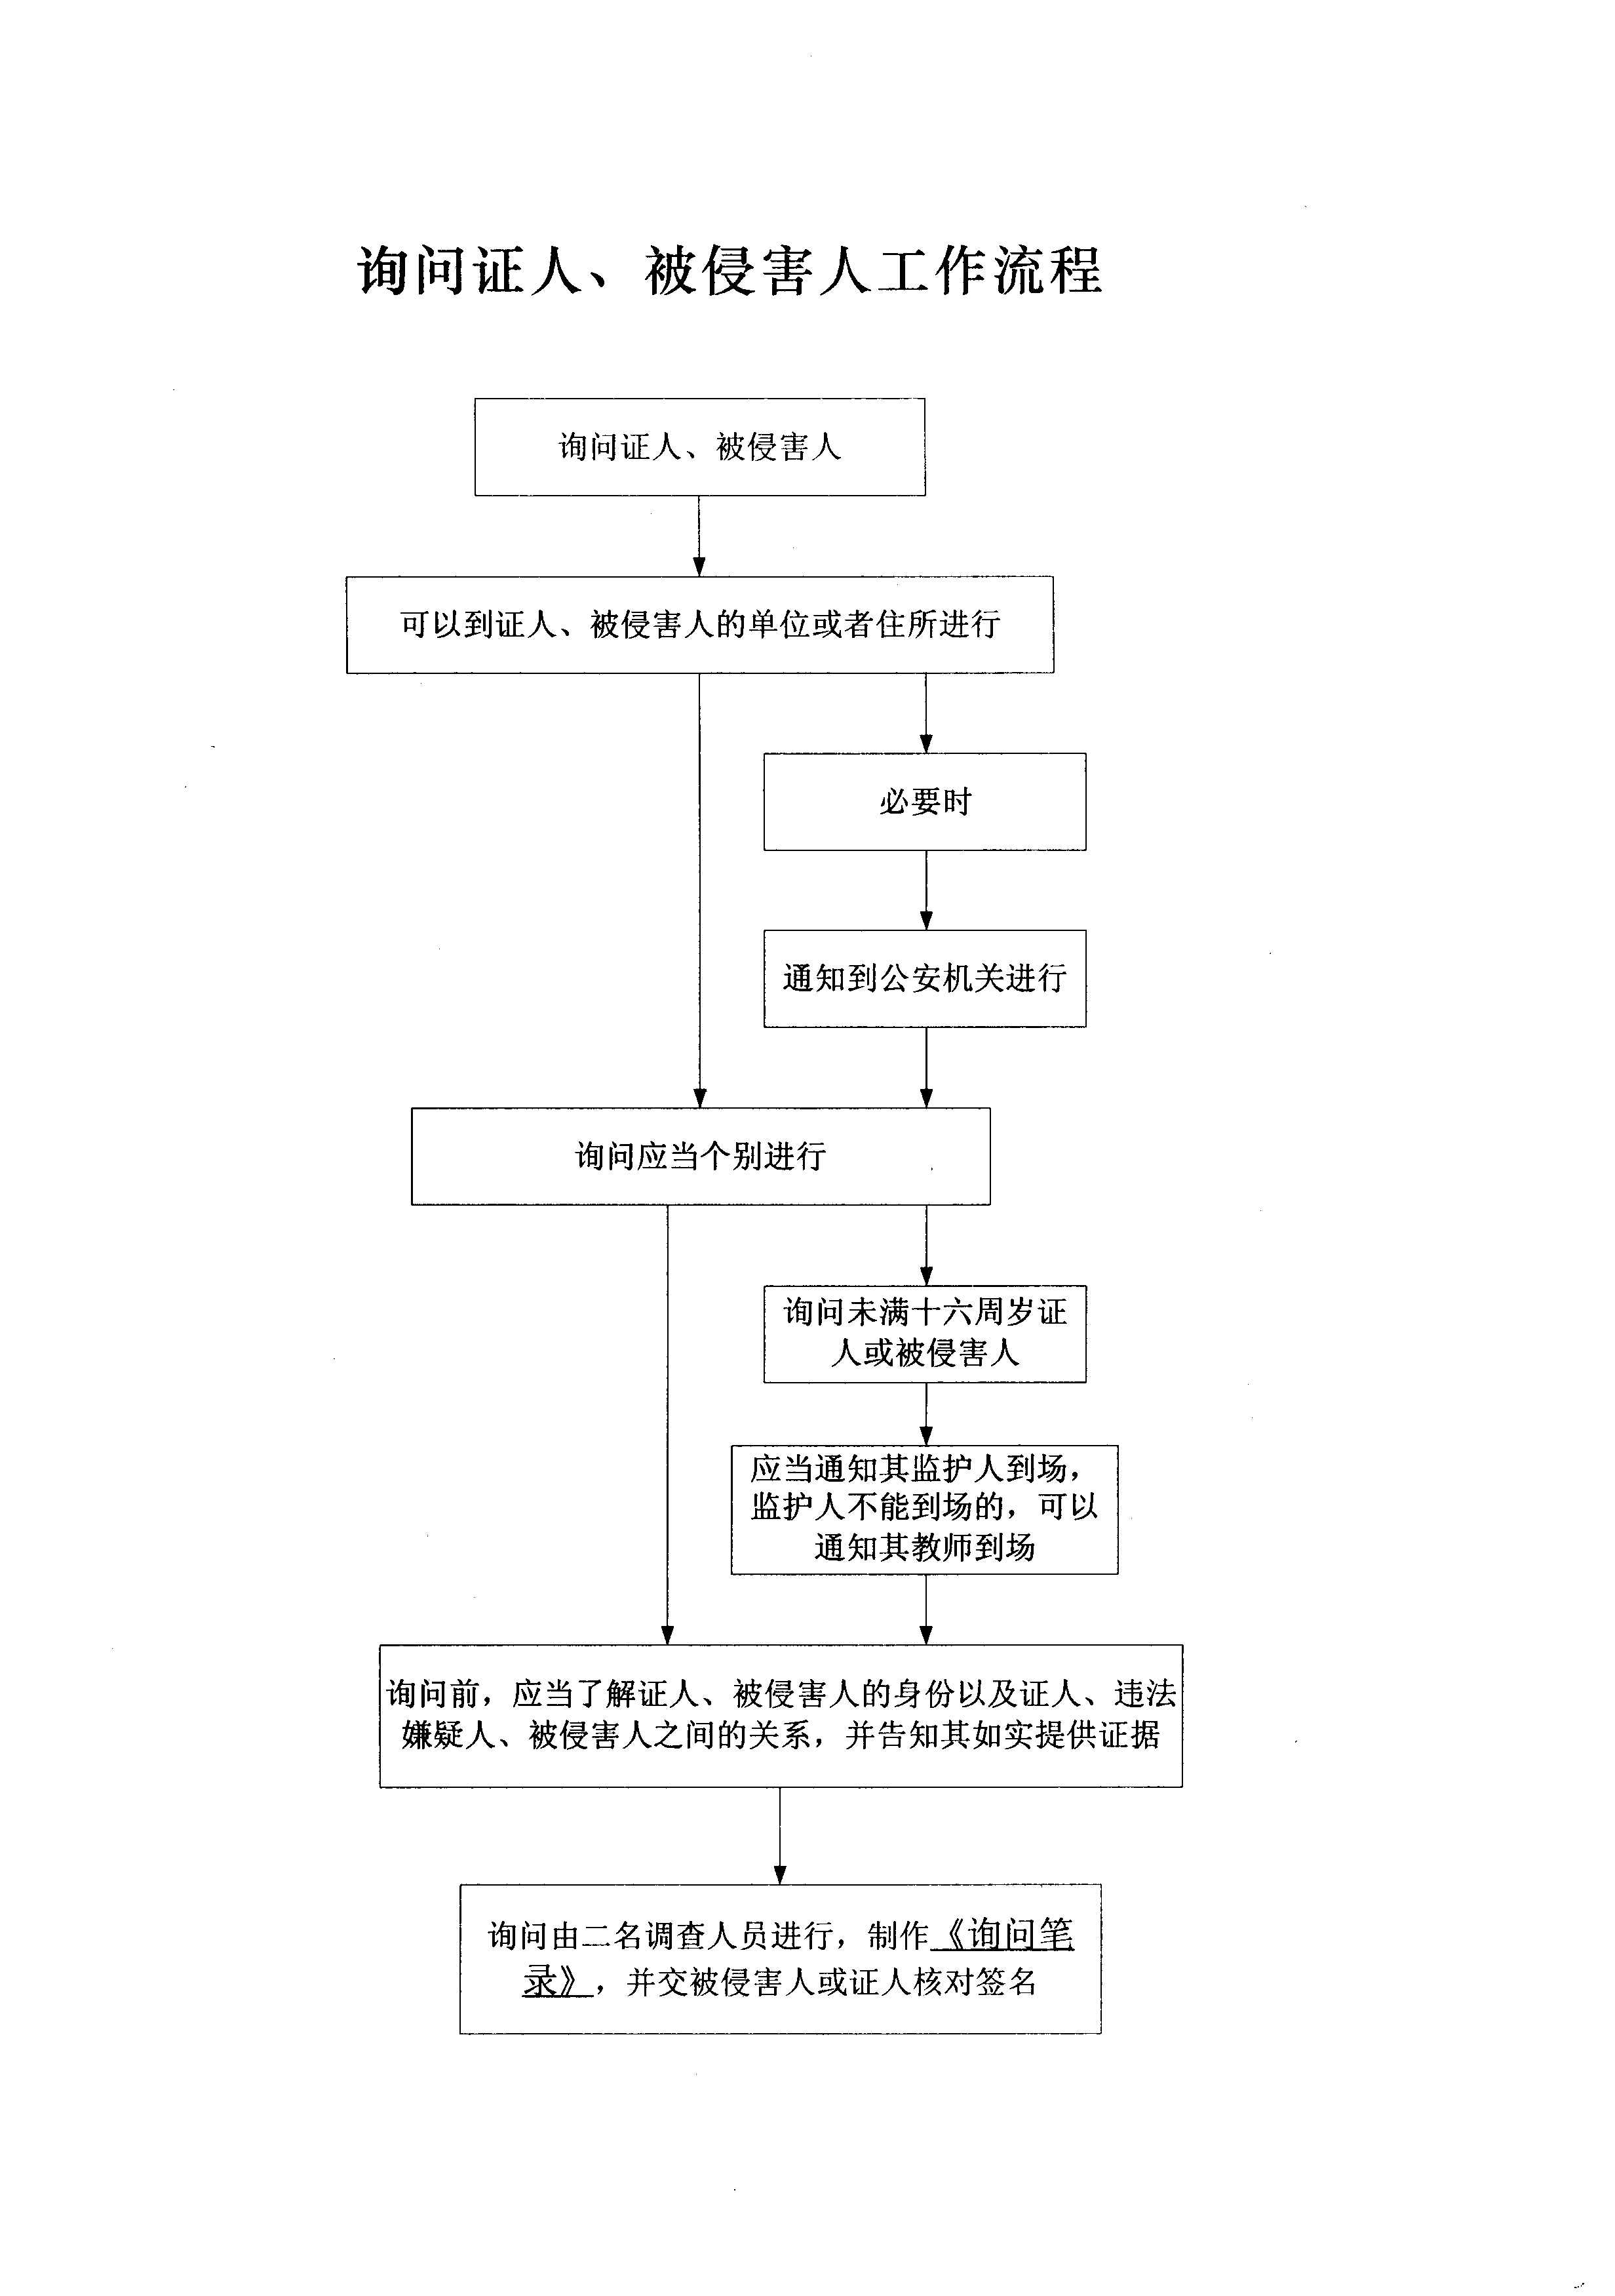 询问证人、被侵害人工作流程
询问证人、被侵害人
可以到证人、被侵害人的单位或者住所进行
必要时
通知到公安机关进行
询问应当个别进行
询问未满十六周岁证
人或被侵害人
应当通知其监护人到场，
监护人不能到场的，可以
通知其教师到场
询问前，应当了解证人、被侵害人的身份以及证人、违法
嫌疑人、被侵害人之间的关系，并告知其如实提供证据
询问由二名调查人员进行，制作《询问笔
录》，并交被侵害人或证人核对签名